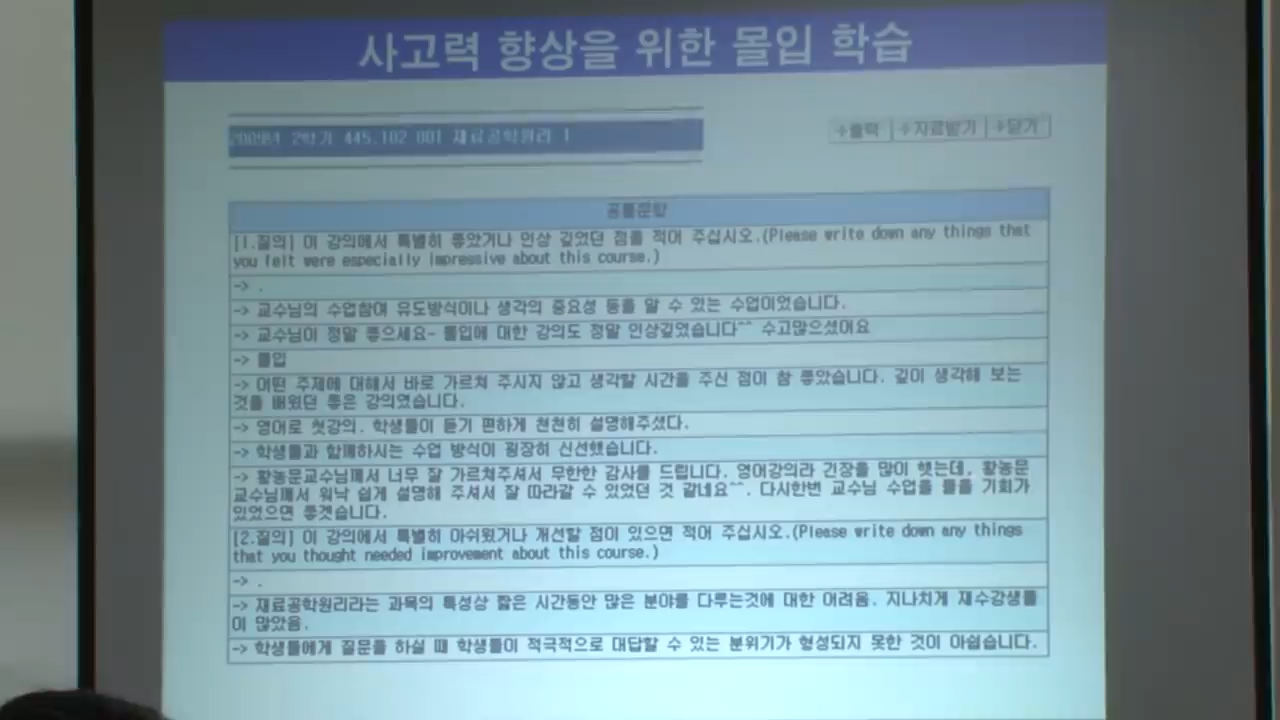 사고력 향상을 위한 몰입 학습
2009년 2학기 445.102 001 재료공학원리 1
+출력 +자료받기 +닫기
공통문항
[1.질의] 이 강의에서 특별히 좋았거나 인상 깊었던 점을 적어 주십시오.(Please write down any things that
you felt were especially impressive about this course.)
-> .
-> 교수님의 수업참여 유도방식이나 생각의 중요성 등을 알 수 있는 수업이었습니다.
-> 교수님이 정말 좋으세요~ 몰입에 대한 강의도 정말 인상깊었습니다^^ 수고많으셨어요
-> 몰입
-> 어떤 주제에 대해서 바로 가르쳐 주시지 않고 생각할 시간을 주신 점이 참 좋았습니다. 깊이 생각해 보는
것을 배웠던 좋은 강의였습니다.
-> 영어로 첫강의. 학생들이 듣기 편하게 천천히 설명해주셨다.
-> 학생들과 함께하시는 수업 방식이 굉장히 신선했습니다.
-> 황농문교수님께서 너무 잘 가르쳐주셔서 무한한 감사를 드립니다. 영어강의라 긴장을 많이 햇는데, 황농문
교수님께서 워낙 쉽게 설명해 주셔서 잘 따라갈 수 있었던 것 같네요^^. 다시한번 교수님 수업을 들을 기회가
있었으면 좋겟습니다.
[2.질의] 이 강의에서 특별히 아쉬웠거나 개선할 점이 있으면 적어 주십시오.(Please write down any things
that you thought needed improvement about this course.)
-> .
-> 재료공학원리라는 과목의 특성상 짧은 시간동안 많은 분야를 다루는것에 대한 어려움. 지나치게 재수강생들
이 많았음.
-> 학생들에게 질문을 하실 때 학생들이 적극적으로 대답할 수 있는 분위기가 형성되지 못한 것이 아쉽습니다.